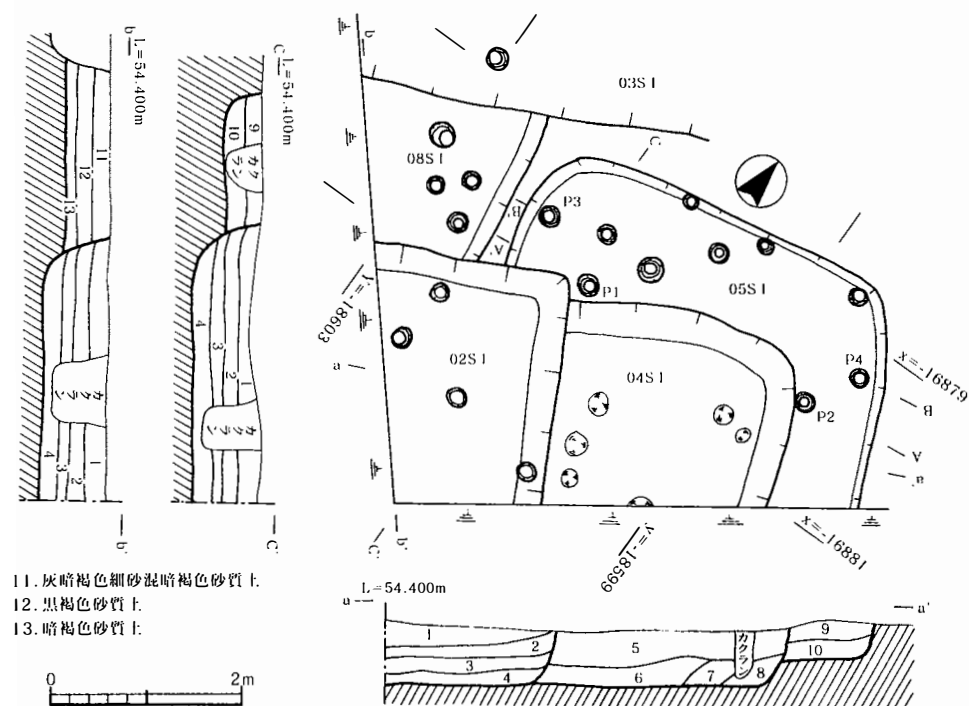 b
L=54.400m
11
12
13
4
3
2
1
カクラン
b'
C
L=54.400m
9
10
カクラン
4
3
2
1
カクラン
C'
b
03SⅠ
08SⅠ
C
B'
A'
P3
P1
05SⅠ
y=-18603
a
02SⅠ
04SⅠ
P4
P2
x=-16879
B
A
a'
C'
b'
y=-18599
x=-16881
11.灰暗褐色細砂混暗褐色砂質土
12.黒褐色砂質土
13.暗褐色砂質土
0 2m
a
L=54.400m
a'
1
2
3
4
5
6
7
カクラン
8
9
10